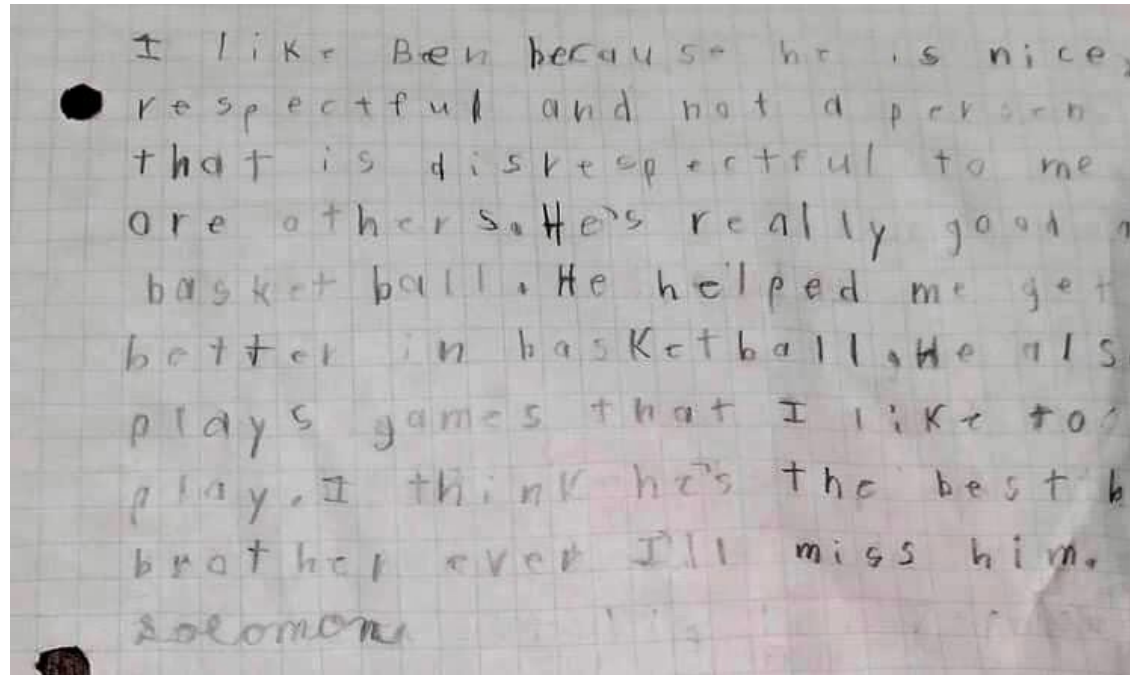 I like Ben because he is nice,
respectful and not a person
that is disrespectful to me
are others. He's really good
basket ball. He helped me get
better in basketball. He als
plays games that I like to
play. I think he's the best b
brother ever I'll miss him.
solomon